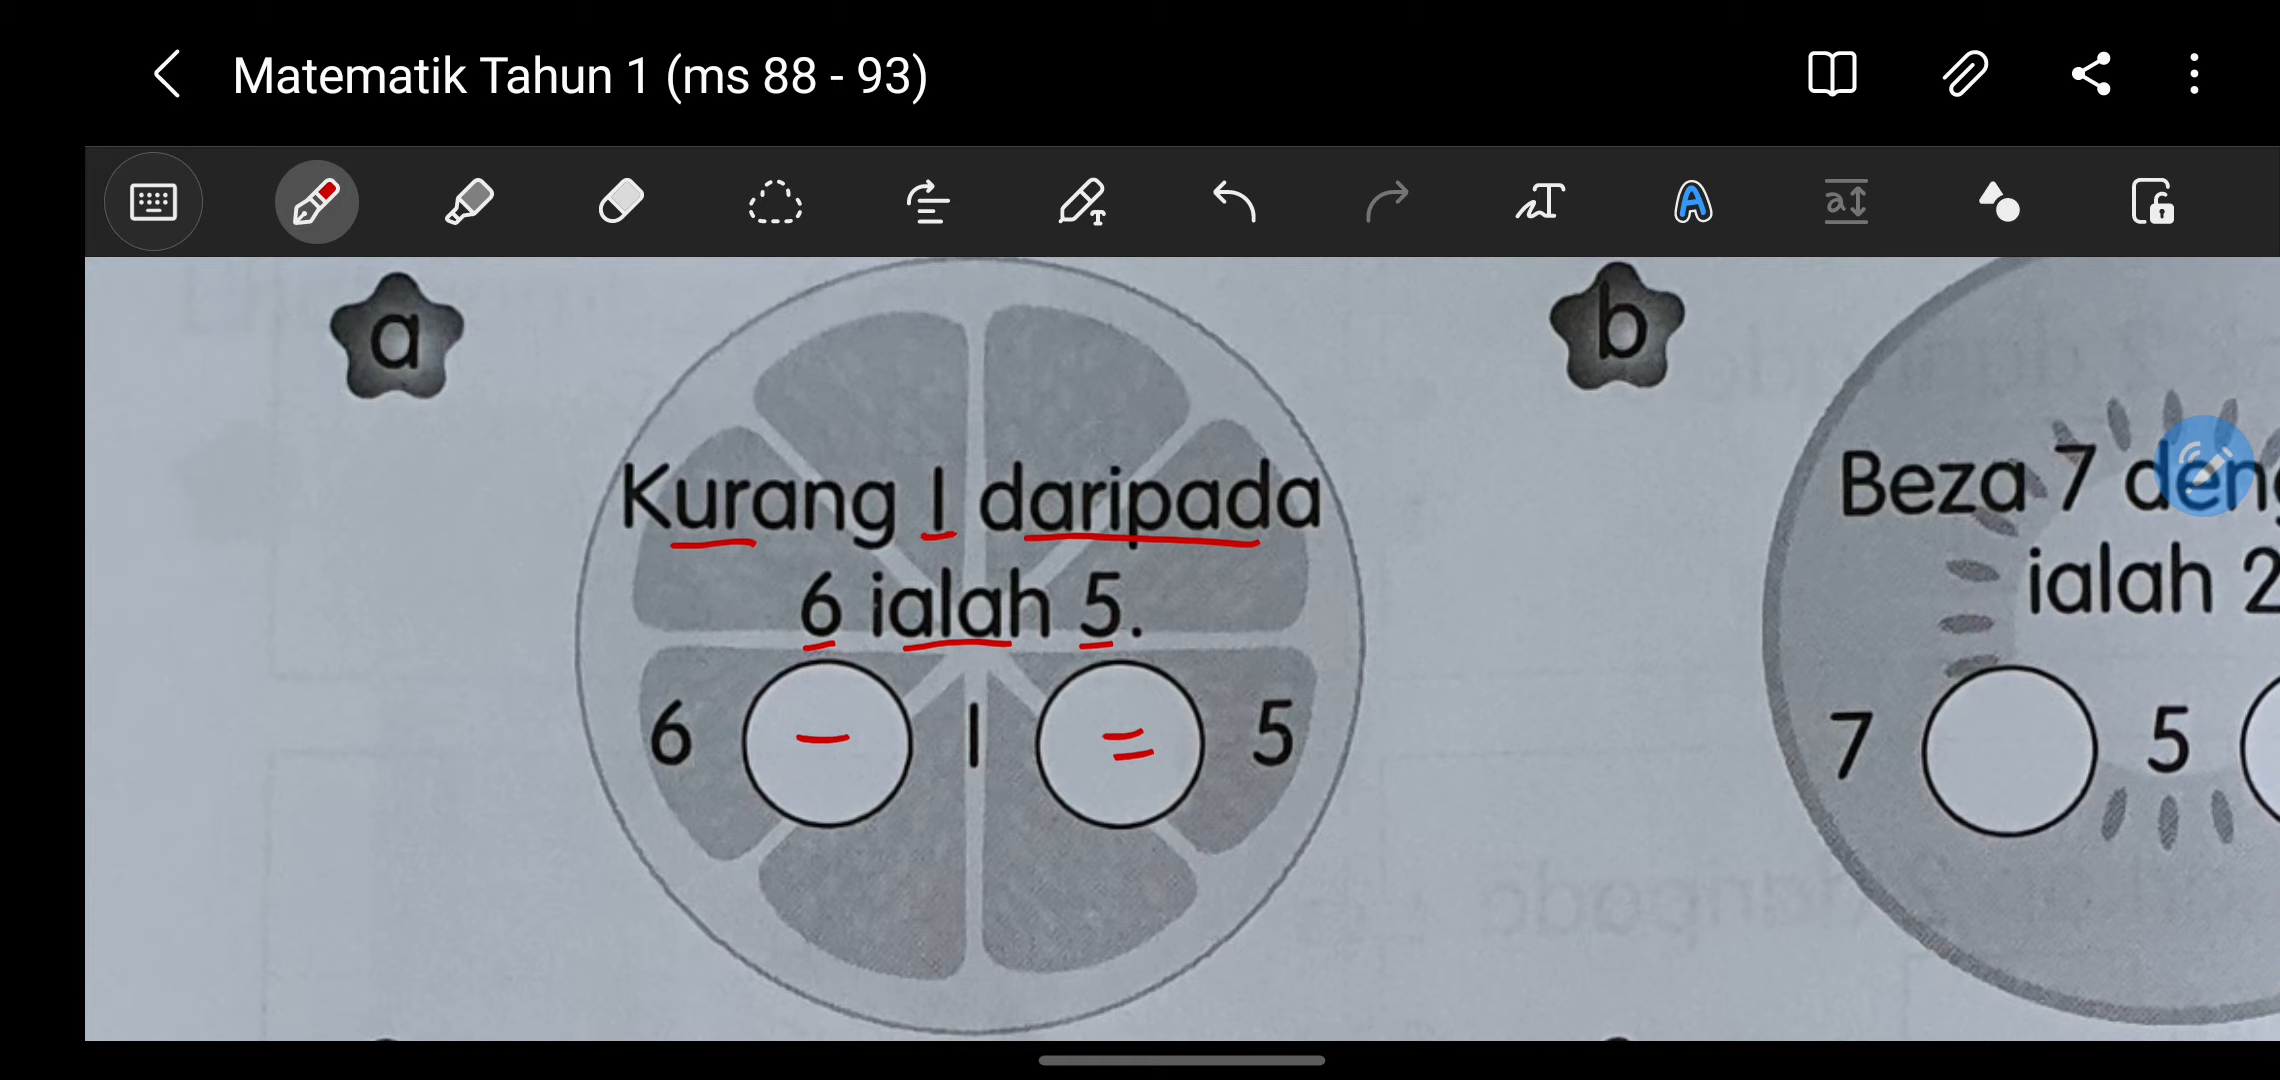 Matematik Tahun 1 (ms 88 - 93)
a
Kurang 1 daripada
6 ialah 5.
6 - 1 = 5
b
Beza 7
ialah 2
7 5